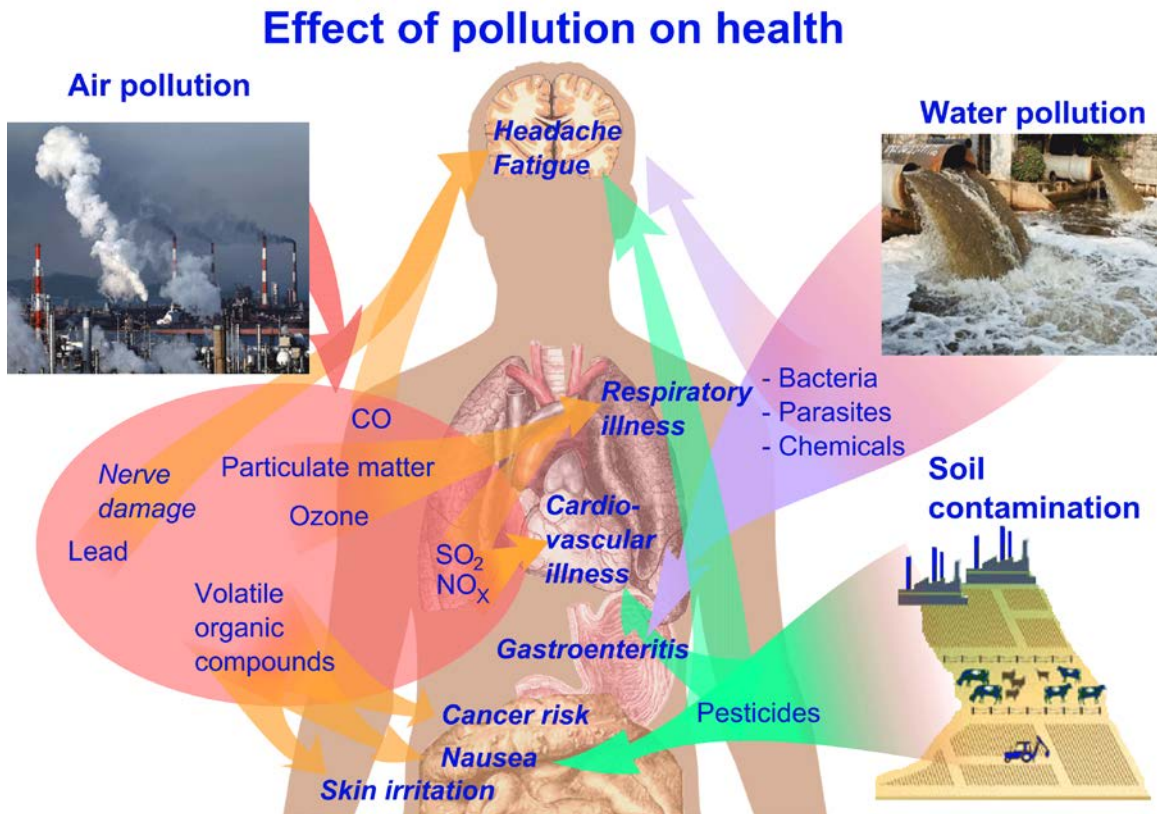 Effect of pollution on health
Air pollution
Water pollution
Headache
Fatigue
CO
Respiratory
illness
- Bacteria
- Parasites
- Chemicals
Nerve
damage
Particulate matter
Ozone
Lead
Cardio-
vascular
illness
SO₂
NOₓ
Soil
contamination
Volatile
organic
compounds
Gastroenteritis
Pesticides
Cancer risk
Nausea
Skin irritation